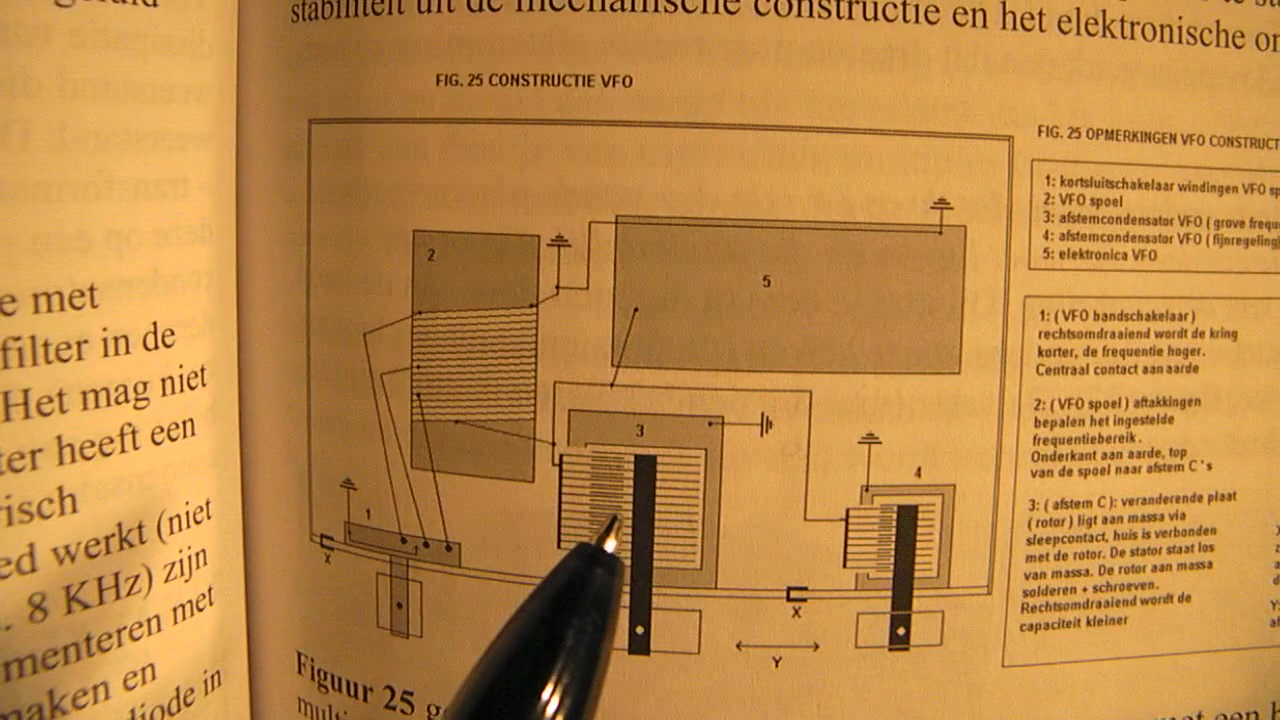 stabiliteit uit de mechanische constructie en het elektronische
FIG. 25 CONSTRUCTIE VFO
FIG. 25 OPMERKINGEN VFO CONSTRUCT
1: kortsluitschakelaar windingen VFO sp
2: VFO spoel
3: afstemcondensator VFO ( grove frequ
4: afstemcondensator VFO ( fijnregeling
5: elektronica VFO
1: ( VFO bandschakelaar )
rechtsomdraaiend wordt de kring
korter, de frequentie hoger.
Centraal contact aan aarde
2: ( VFO spoel ) aftakkingen
bepalen het ingestelde
frequentiebereik .
Onderkant aan aarde, top
van de spoel naar afstem C ' s
3: ( afstem C ): veranderende plaat
( rotor ) ligt aan massa via
sleepcontact, huis is verbonden
met de rotor. De stator staat los
van massa. De rotor aan massa
solderen + schroeven.
Rechtsomdraaiend wordt de
capaciteit kleiner
2
5
3
4
1
1
X
X
Y
Figuur 25 g
e met
filter in de
Het mag niet
ter heeft een
risch
ed werkt (niet
. 8 KHz) zijn
menteren met
maken en
diode in